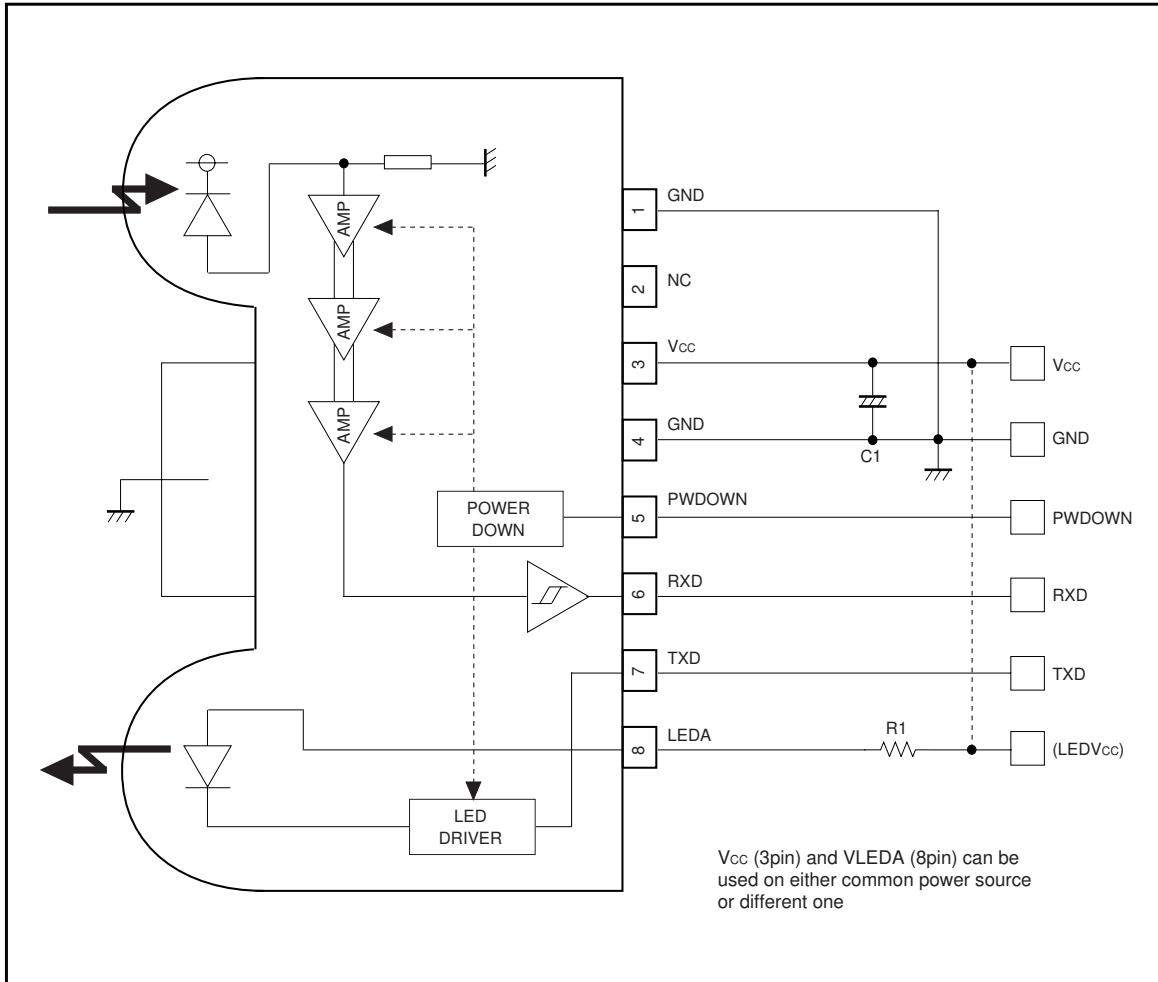 AMP
AMP
AMP
POWER
DOWN
LED
DRIVER
1
GND
2
NC
3
Vcc
4
GND
5
PWDOWN
6
RXD
7
TXD
8
LEDA
C1
R1
Vcc
GND
PWDOWN
RXD
TXD
(LEDVcc)
Vcc (3pin) and VLEDA (8pin) can be
used on either common power source
or different one